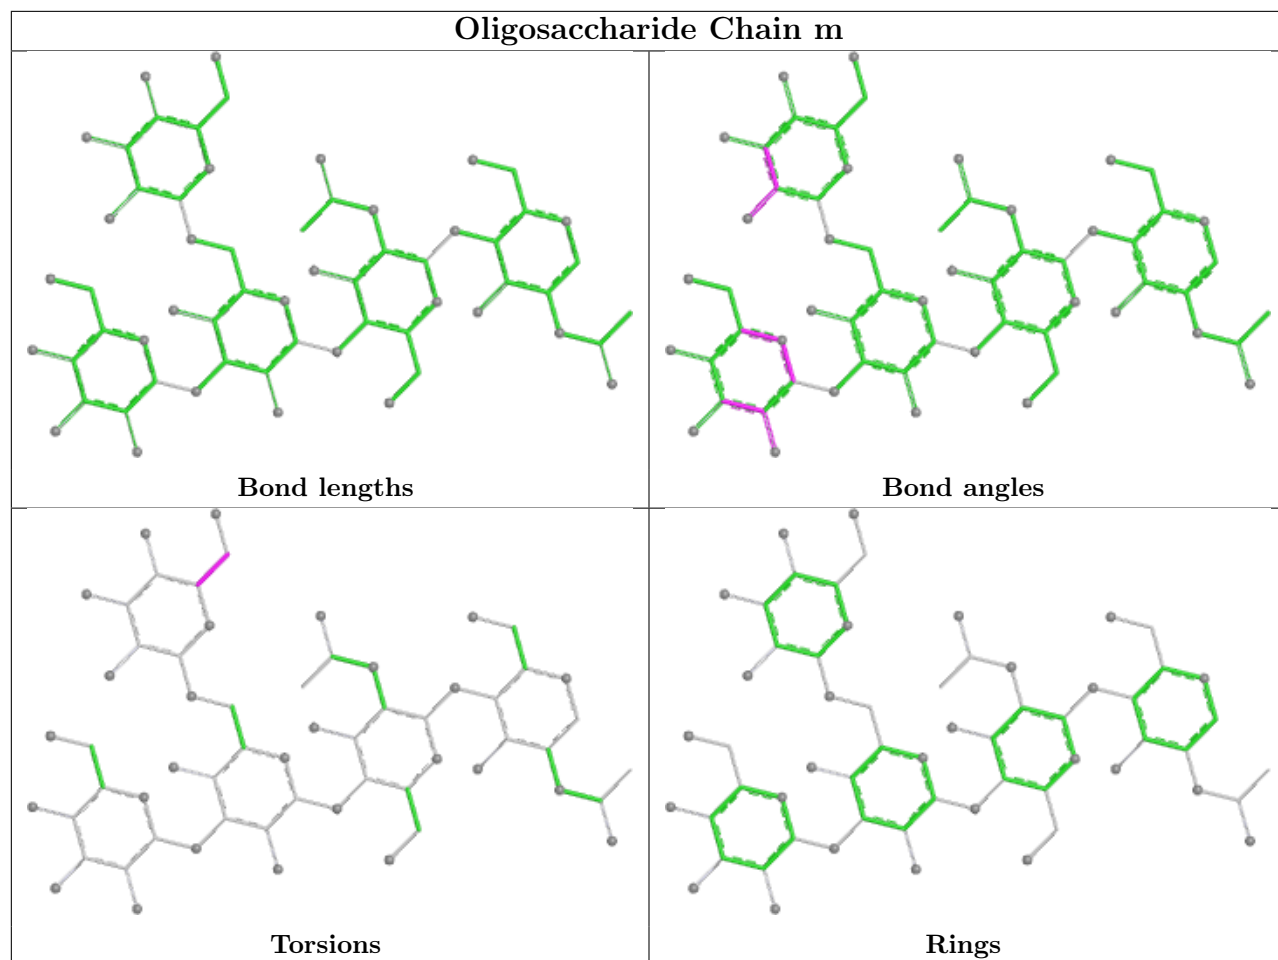 Oligosaccharide Chain m
Bond lengths
Bond angles
Torsions
Rings